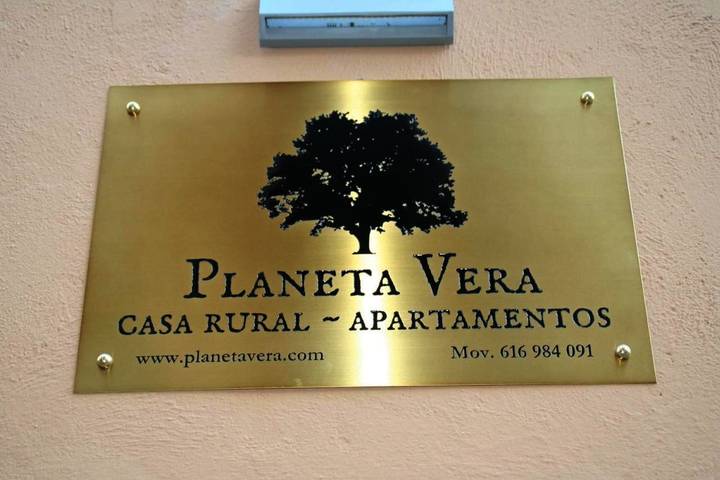 PLANETA VERA
CASA RURAL ~ APARTAMENTOS
www.planetavera.com Mov. 616 984 091